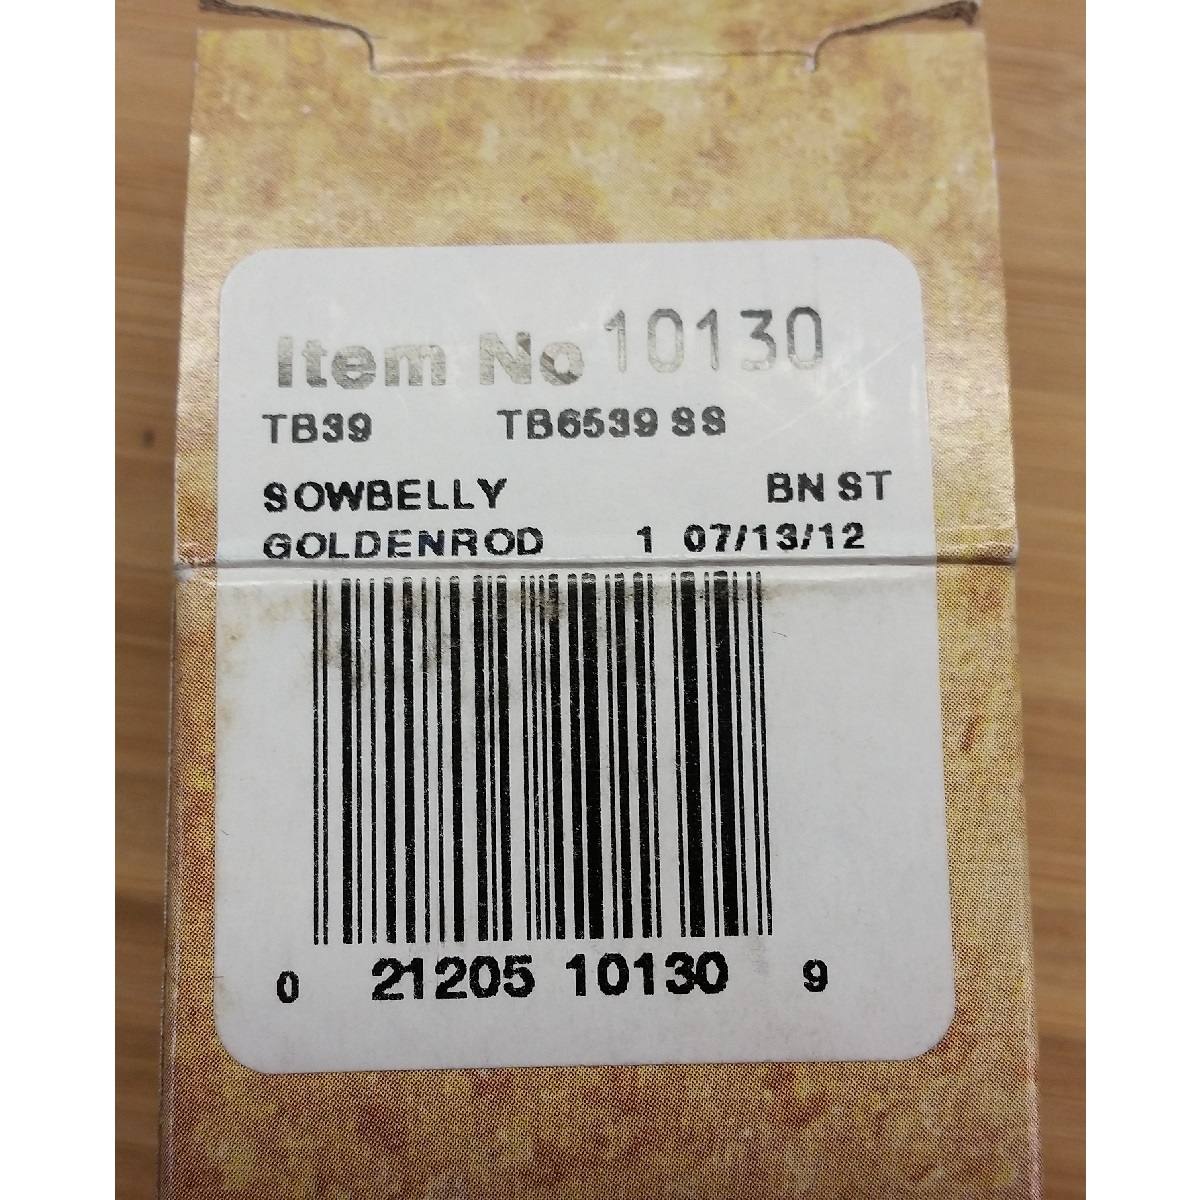 Item No 10130
TB39 TB6539 SS
SOWBELLY BN ST
GOLDENROD 1 07/13/12
0 21205 10130 9